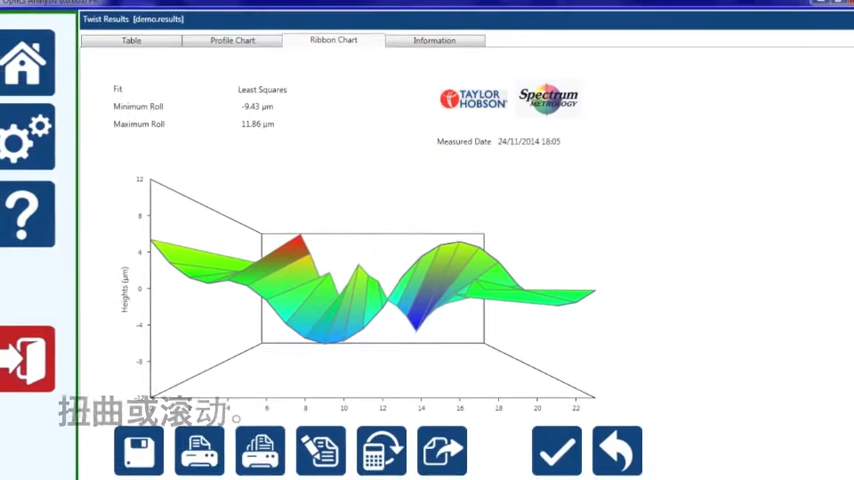 Twist Results [demo.results]
Table
Profile Chart
Ribbon Chart
Information
Fit Least Squares
Minimum Roll -9.43 µm
Maximum Roll 11.86 µm
TAYLOR HOBSON
Spectrum METROLOGY
Measured Date 24/11/2014 18:05
12
8
4
0
-4
-8
Heights (µm)
4 6 8 10 12 14 16 18 20 22
扭曲或滚动。